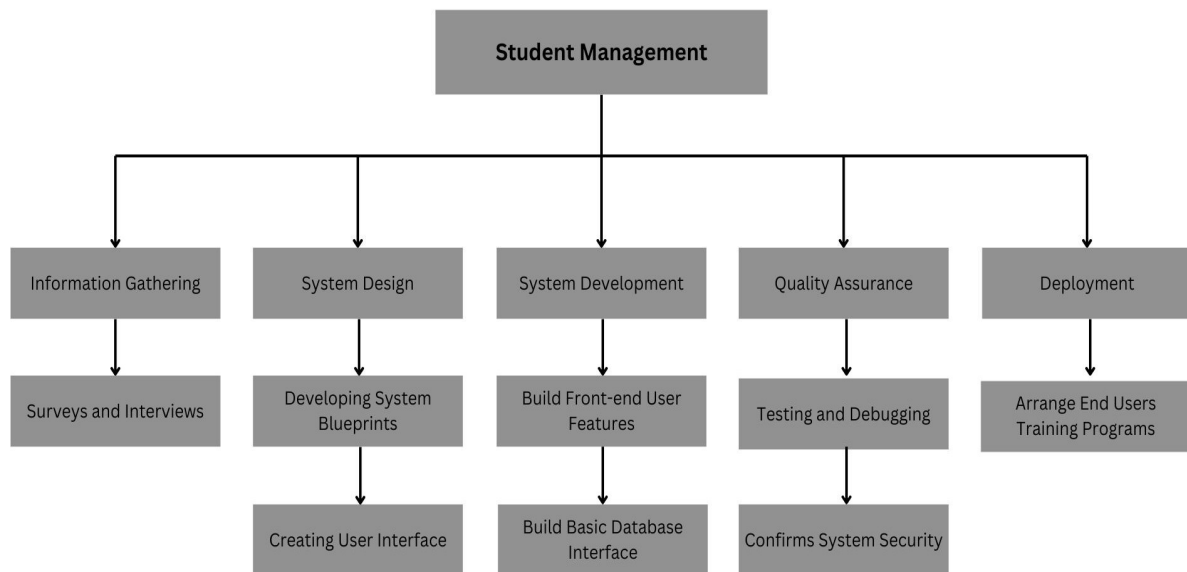 Student Management
Information Gathering
System Design
System Development
Quality Assurance
Deployment
Surveys and Interviews
Developing System
Blueprints
Build Front-end User
Features
Testing and Debugging
Arrange End Users
Training Programs
Creating User Interface
Build Basic Database
Interface
Confirms System Security